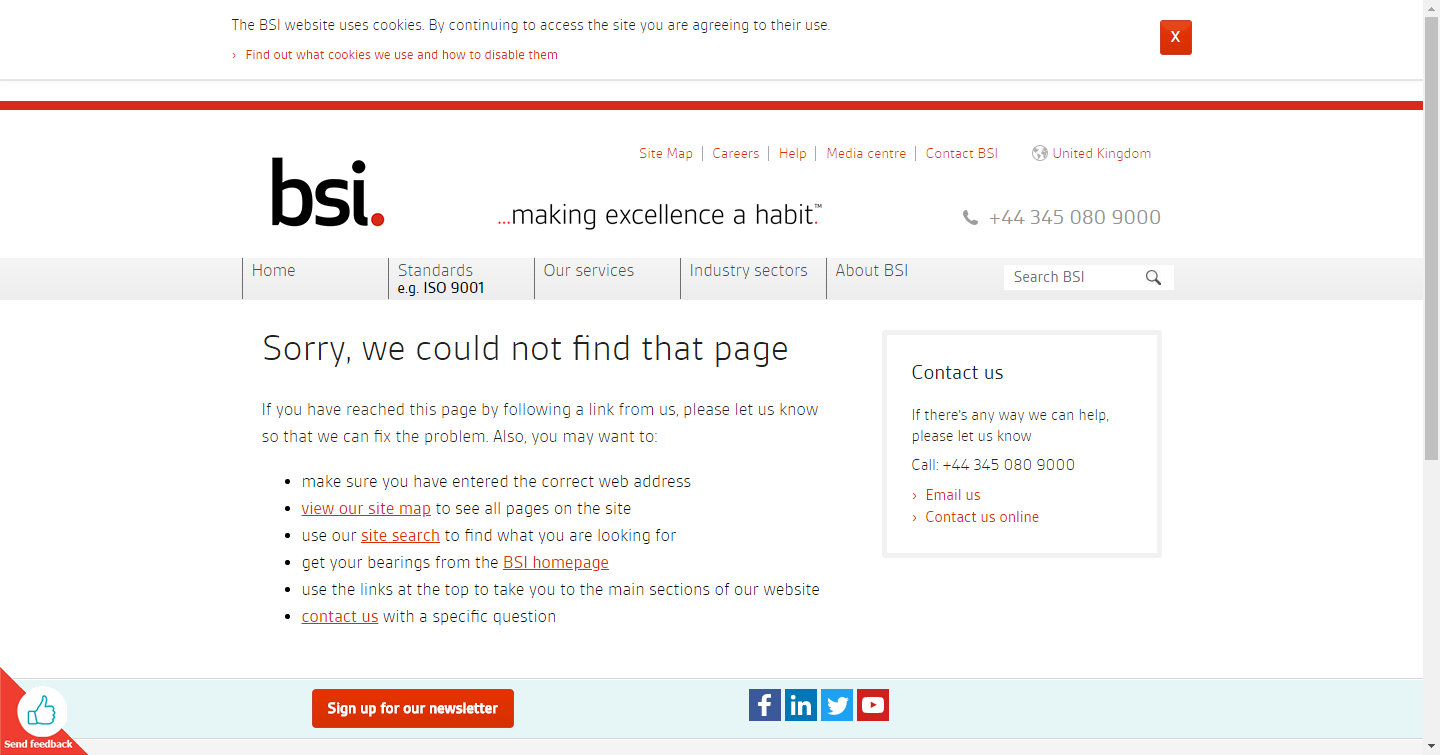 The BSI website uses cookies. By continuing to access the site you are agreeing to their use.
› Find out what cookies we use and how to disable them
X
Site Map | Careers | Help | Media centre | Contact BSI
United Kingdom
bsi.
...making excellence a habit.™
+44 345 080 9000
Home
Standards
e.g. ISO 9001
Our services
Industry sectors
About BSI
Search BSI
Sorry, we could not find that page
If you have reached this page by following a link from us, please let us know
so that we can fix the problem. Also, you may want to:
• make sure you have entered the correct web address
• view our site map to see all pages on the site
• use our site search to find what you are looking for
• get your bearings from the BSI homepage
• use the links at the top to take you to the main sections of our website
• contact us with a specific question
Contact us
If there's any way we can help,
please let us know
Call: +44 345 080 9000
› Email us
› Contact us online
Send feedback
Sign up for our newsletter
f
in